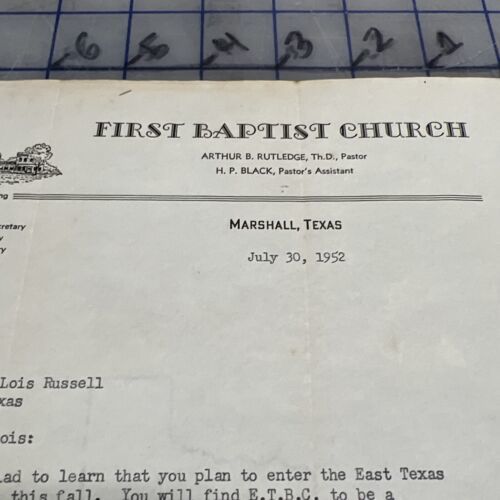 -6 -5 -4 -3 -2 -1
FIRST BAPTIST CHURCH
ARTHUR B. RUTLEDGE, Th.D., Pastor
H. P. BLACK, Pastor's Assistant
MARSHALL, TEXAS
July 30, 1952
Lois Russell
xas
ois:
lad to learn that you plan to enter the East Texas
this fall. You will find E.T.B.C. to be a